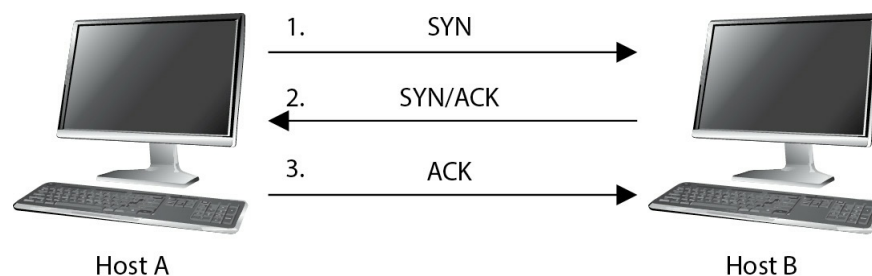 1. SYN
2. SYN/ACK
3. ACK
Host A
Host B